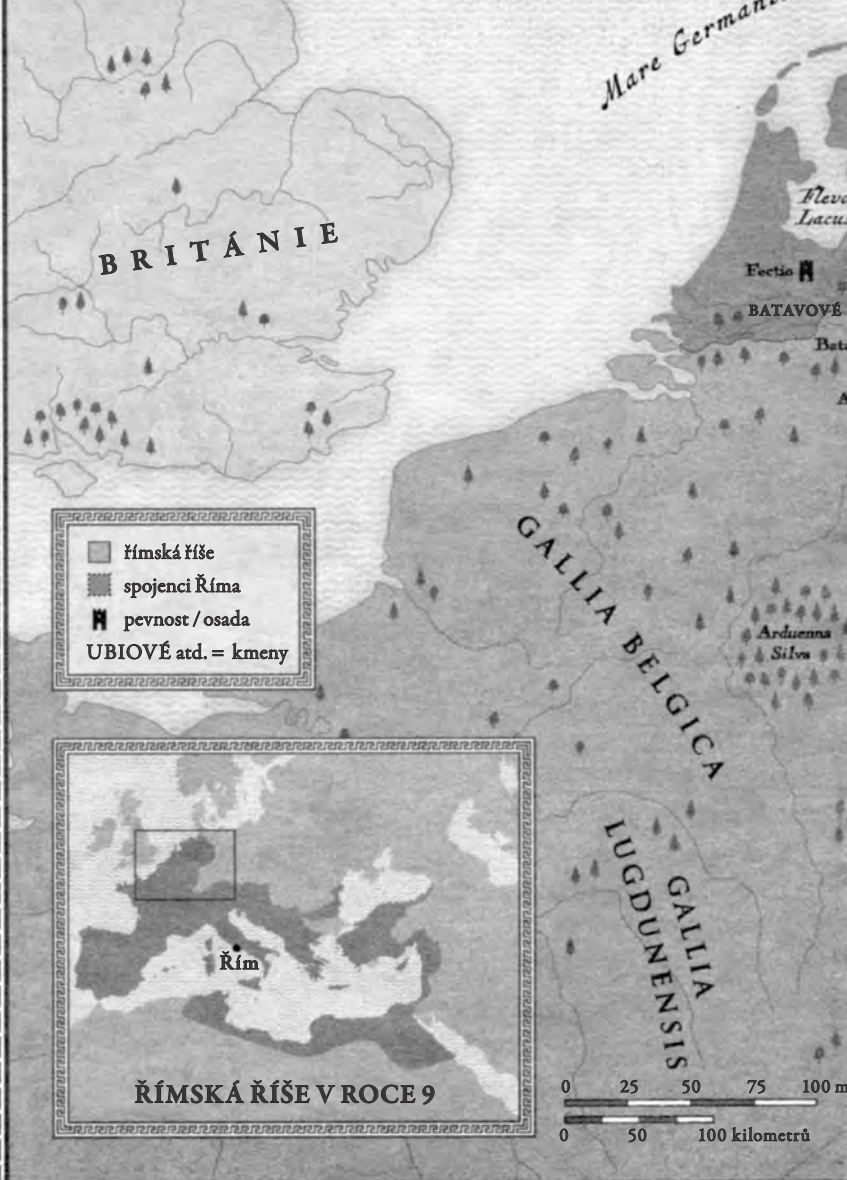 Mare
BRITÁNIE
Lacus
Fectio
BATAVOVÉ
římská říše
spojenci Říma
pevnost / osada
UBIOVÉ atd. = kmeny
GALLIA BELGICA
Arduenna
Silva
GALLIA
LUGDUNENSIS
Řím
ŘÍMSKÁ ŘÍŠE V ROCE 9
0 25 50 75 100 m
0 50 100 kilometrů